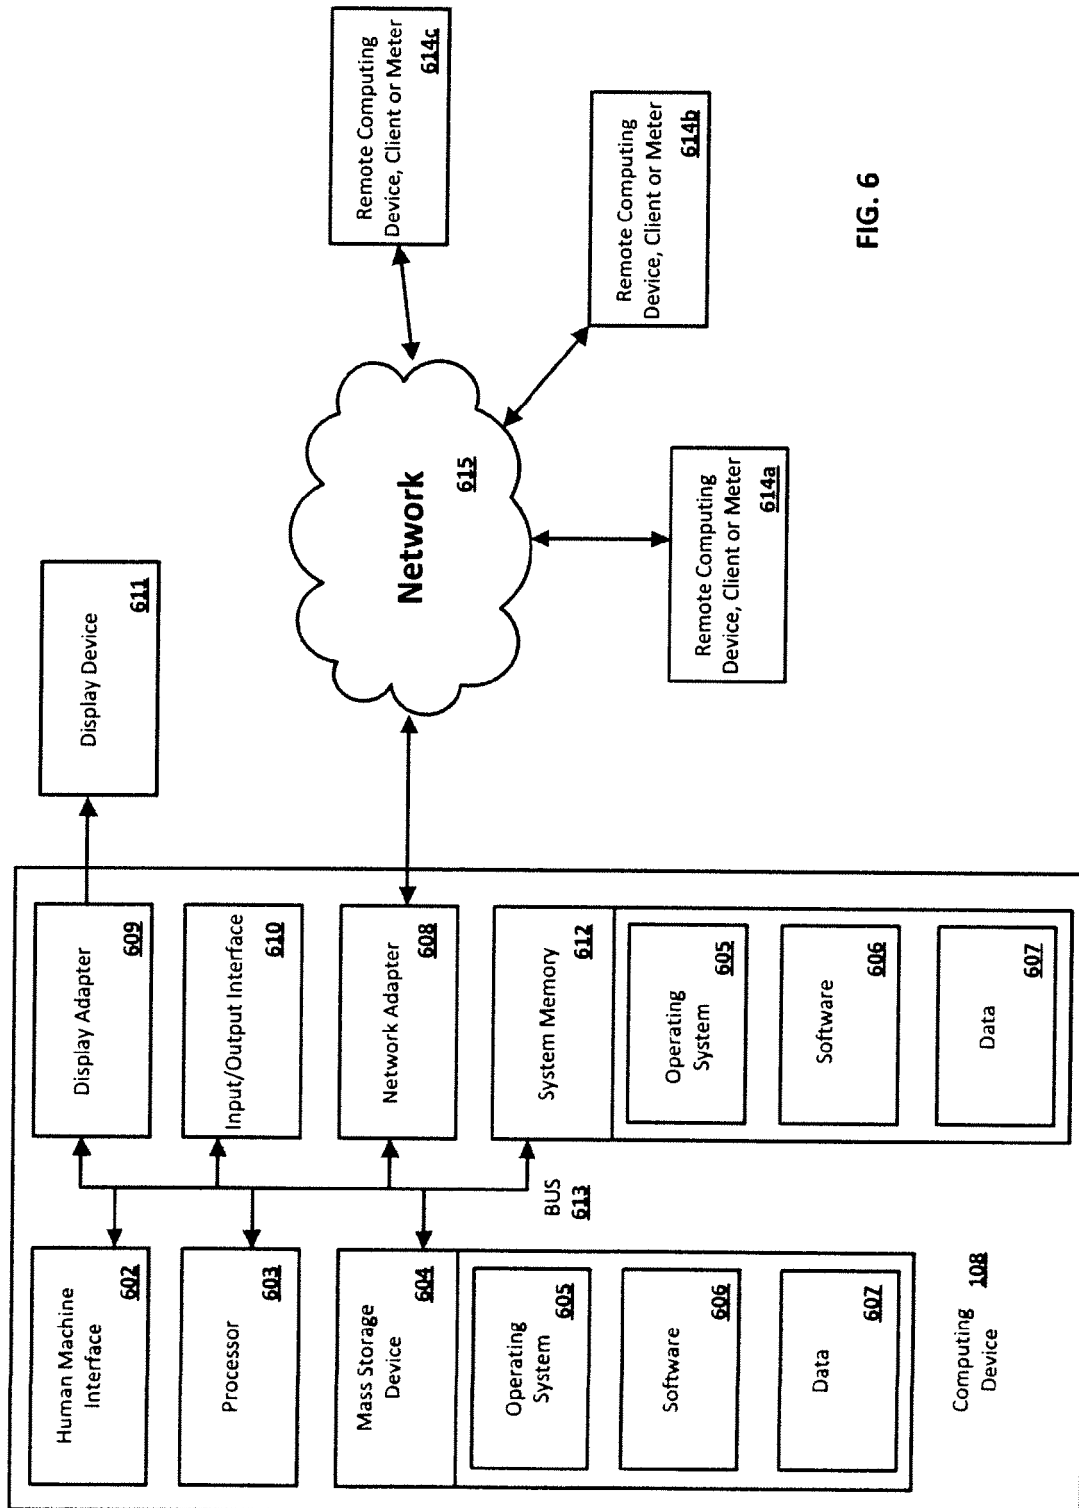 Human Machine
Interface
602
Processor
603
Mass Storage
Device
604
Operating
System
605
Software
606
Data
607
Computing
Device
108
Display Adapter
609
Input/Output Interface
610
Network Adapter
608
System Memory
612
Operating
System
605
Software
606
Data
607
BUS
613
Display Device
611
Network
615
Remote Computing
Device, Client or Meter
614a
Remote Computing
Device, Client or Meter
614b
Remote Computing
Device, Client or Meter
614c
FIG. 6